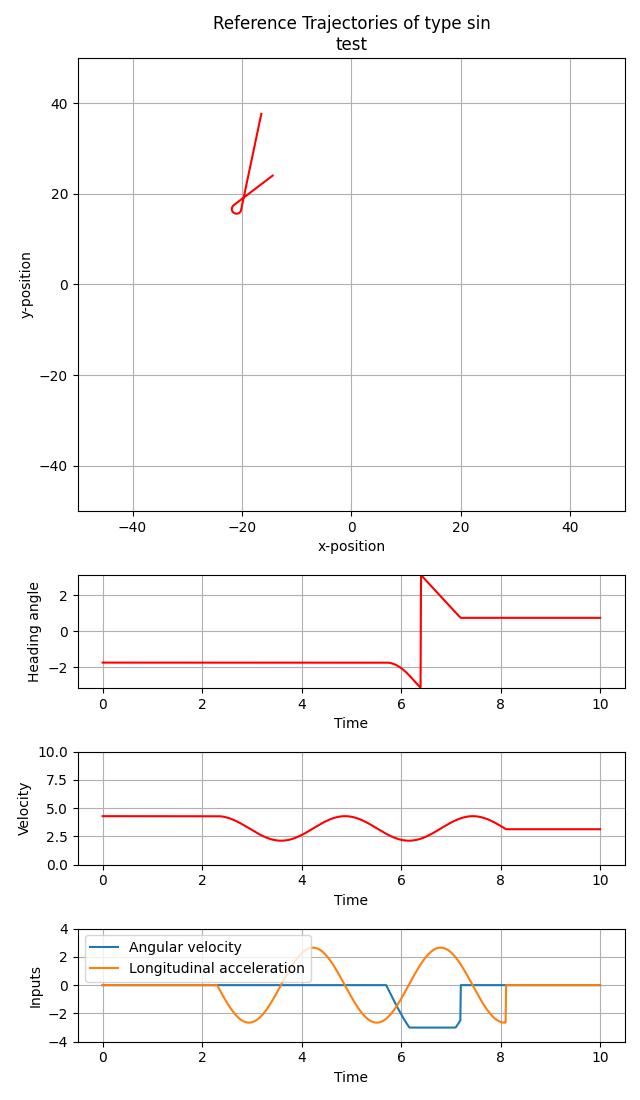 Reference Trajectories of type sin
test
40
20
0
−20
−40
y-position
−40 −20 0 20 40
x-position
2
0
−2
Heading angle
0 2 4 6 8 10
Time
10.0
7.5
5.0
2.5
0.0
Velocity
0 2 4 6 8 10
Time
4
2
0
−2
−4
Inputs
Angular velocity
Longitudinal acceleration
0 2 4 6 8 10
Time